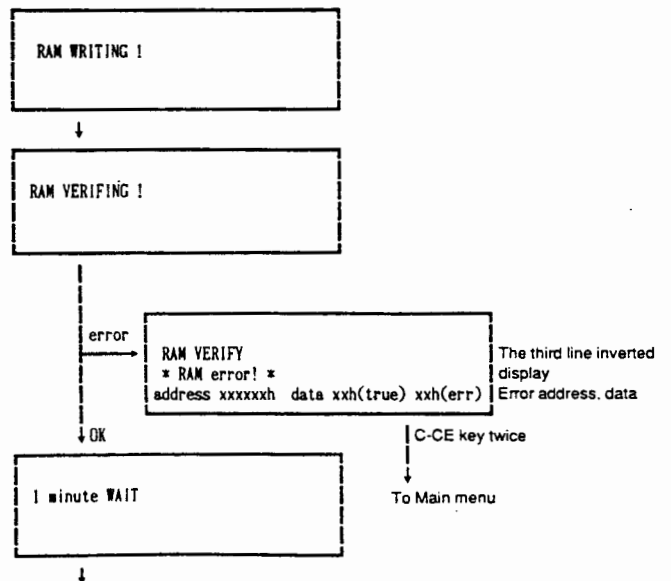 RAM WRITING !
↓
RAM VERIFING !
error
RAM VERIFY
* RAM error! *
address xxxxxxh data xxh(true) xxh(err)
The third line inverted
display
Error address, data
OK
C-CE key twice
1 minute WAIT
To Main menu